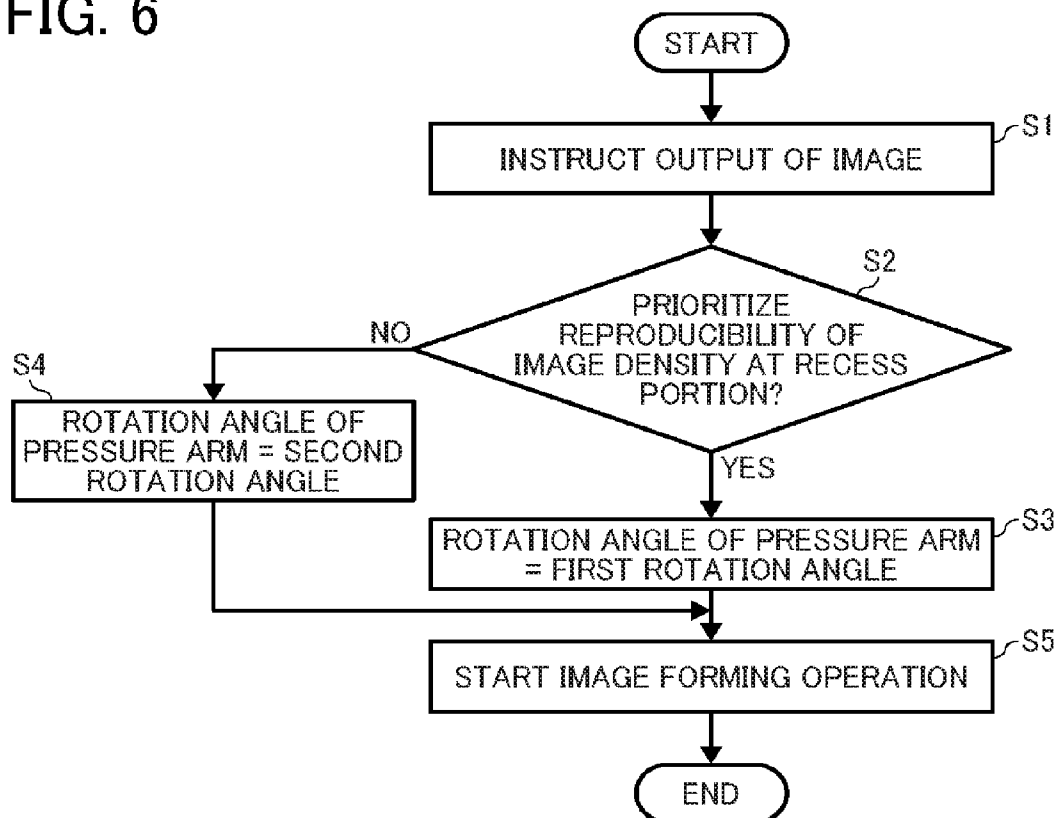 FIG. 6
START
S1
INSTRUCT OUTPUT OF IMAGE
S2
PRIORITIZE
REPRODUCIBILITY OF
IMAGE DENSITY AT RECESS
PORTION?
NO
YES
S4
ROTATION ANGLE OF
PRESSURE ARM = SECOND
ROTATION ANGLE
S3
ROTATION ANGLE OF PRESSURE ARM
= FIRST ROTATION ANGLE
S5
START IMAGE FORMING OPERATION
END